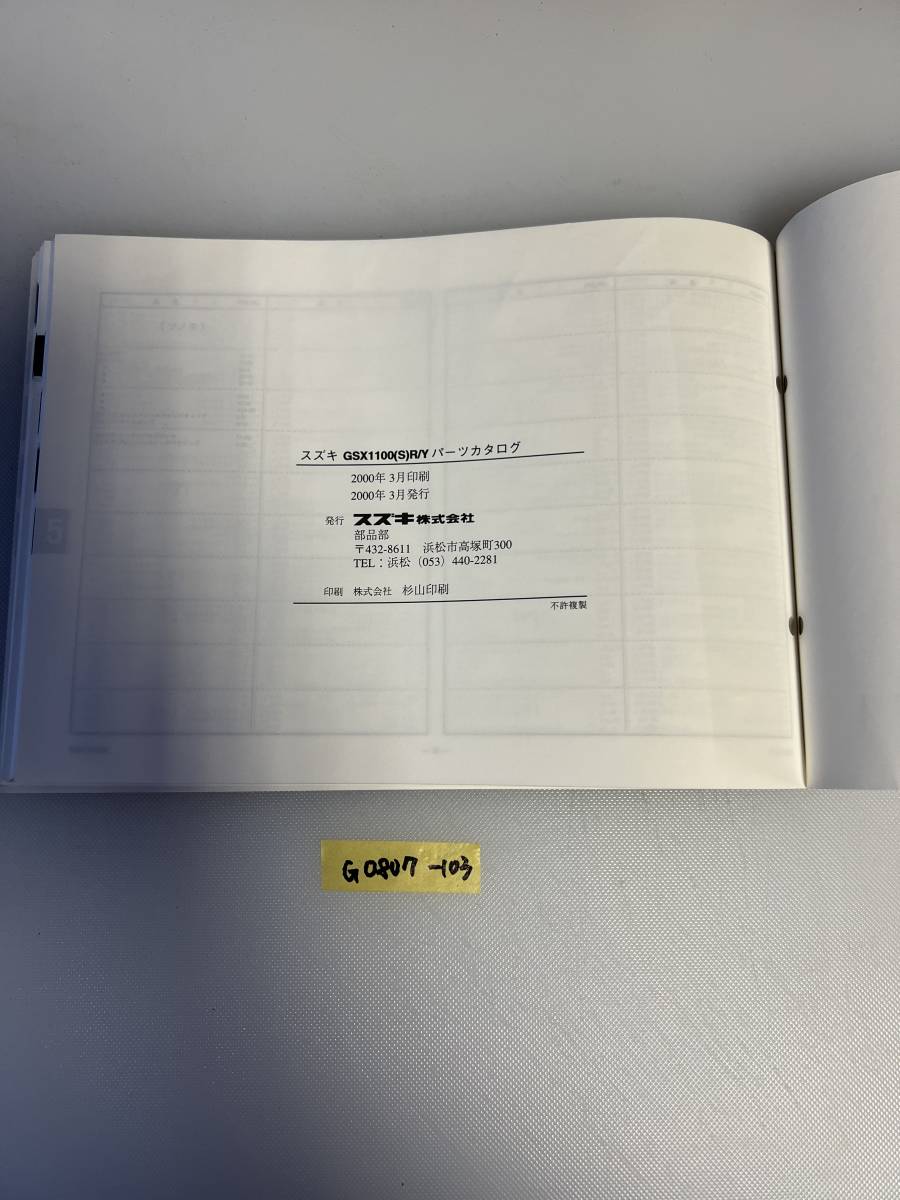 スズキ GSX1100(S)R/Y パーツカタログ
2000年 3月印刷
2000年 3月発行
発行 スズキ株式会社
部品部
〒432-8611 浜松市高塚町300
TEL：浜松（053）440-2281
印刷 株式会社 杉山印刷
不許複製
5
G0807-103